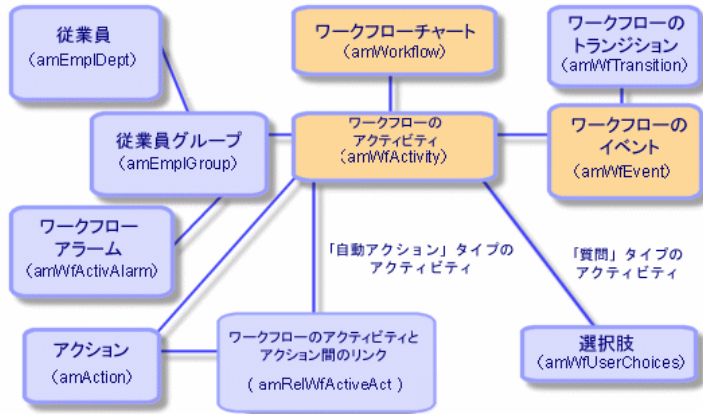 従業員
(amEmplDept)
ワークフローチャート
(amWorkflow)
ワークフローの
トランジション
(amWfTransition)
従業員グループ
(amEmplGroup)
ワークフローの
アクティビティ
(amWfActivity)
ワークフローの
イベント
(amWfEvent)
ワークフロー
アラーム
(amWfActivAlarm)
「自動アクション」タイプの
アクティビティ
「質問」タイプの
アクティビティ
アクション
(amAction)
ワークフローのアクティビティと
アクション間のリンク
( amRelWfActiveAct )
選択肢
(amWfUserChoices)